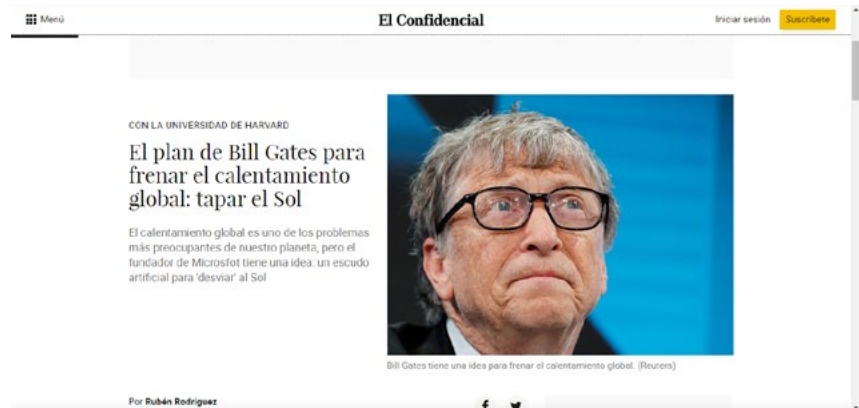 Menú
El Confidencial
Iniciar sesión
Suscríbete
CON LA UNIVERSIDAD DE HARVARD
El plan de Bill Gates para
frenar el calentamiento
global: tapar el Sol
El calentamiento global es uno de los problemas
más preocupantes de nuestro planeta, pero el
fundador de Microsfot tiene una idea: un escudo
artificial para 'desviar' al Sol
Bill Gates tiene una idea para frenar el calentamiento global. (Reuters)
Por Rubén Rodríguez